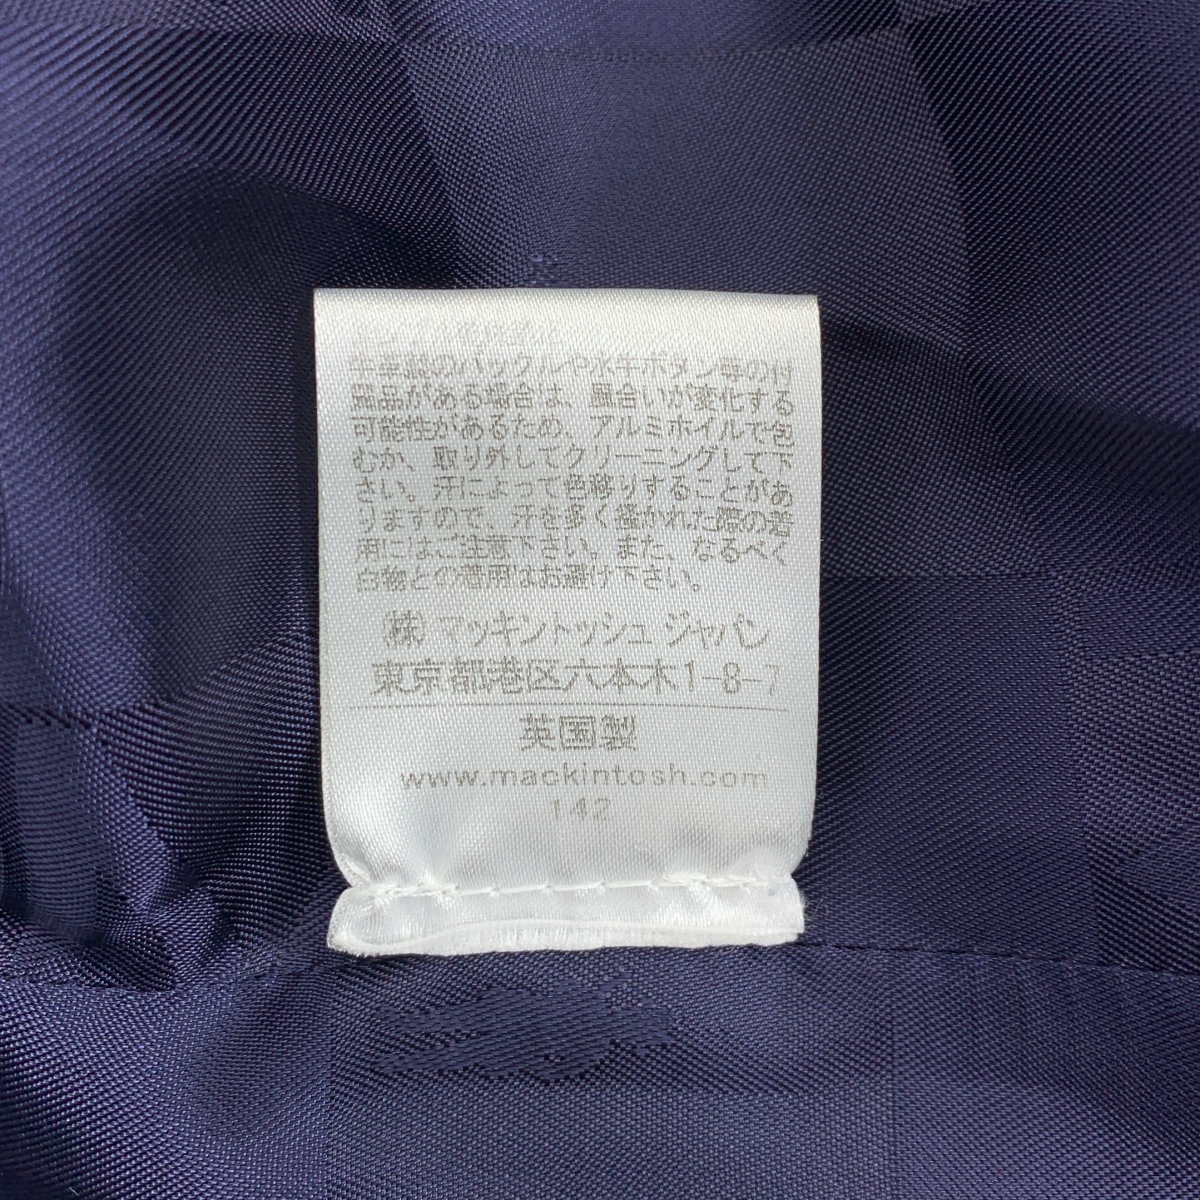 牛革製のバックルや水牛ボタン等の付
属品がある場合は、風合いが変化する
可能性があるため、アルミホイルで包
むか、取り外してクリーニングして下
さい。汗によって色移りすることがあ
りますので、汗を多く掻かれた際の着
用にはご注意下さい。また、なるべく
白物との着用はお避け下さい。
(株)マッキントッシュ ジャパン
東京都港区六本木1-8-7
英国製
www.mackintosh.com
142